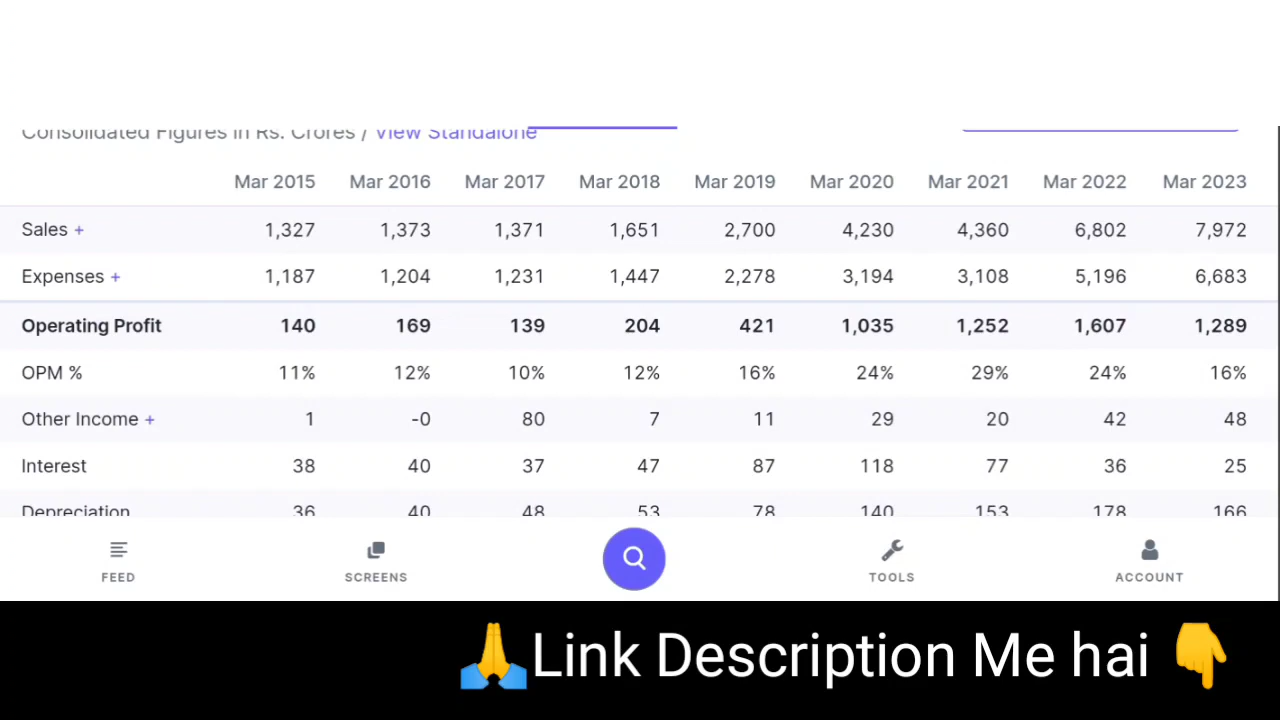 Consolidated Figures in Rs. Crores / View Standalone
Mar 2015 Mar 2016 Mar 2017 Mar 2018 Mar 2019 Mar 2020 Mar 2021 Mar 2022 Mar 2023
Sales + 1,327 1,373 1,371 1,651 2,700 4,230 4,360 6,802 7,972
Expenses + 1,187 1,204 1,231 1,447 2,278 3,194 3,108 5,196 6,683
Operating Profit 140 169 139 204 421 1,035 1,252 1,607 1,289
OPM % 11% 12% 10% 12% 16% 24% 29% 24% 16%
Other Income + 1 -0 80 7 11 29 20 42 48
Interest 38 40 37 47 87 118 77 36 25
Depreciation 36 40 48 53 78 140 153 178 166
FEED SCREENS TOOLS ACCOUNT
🙏Link Description Me hai 👇